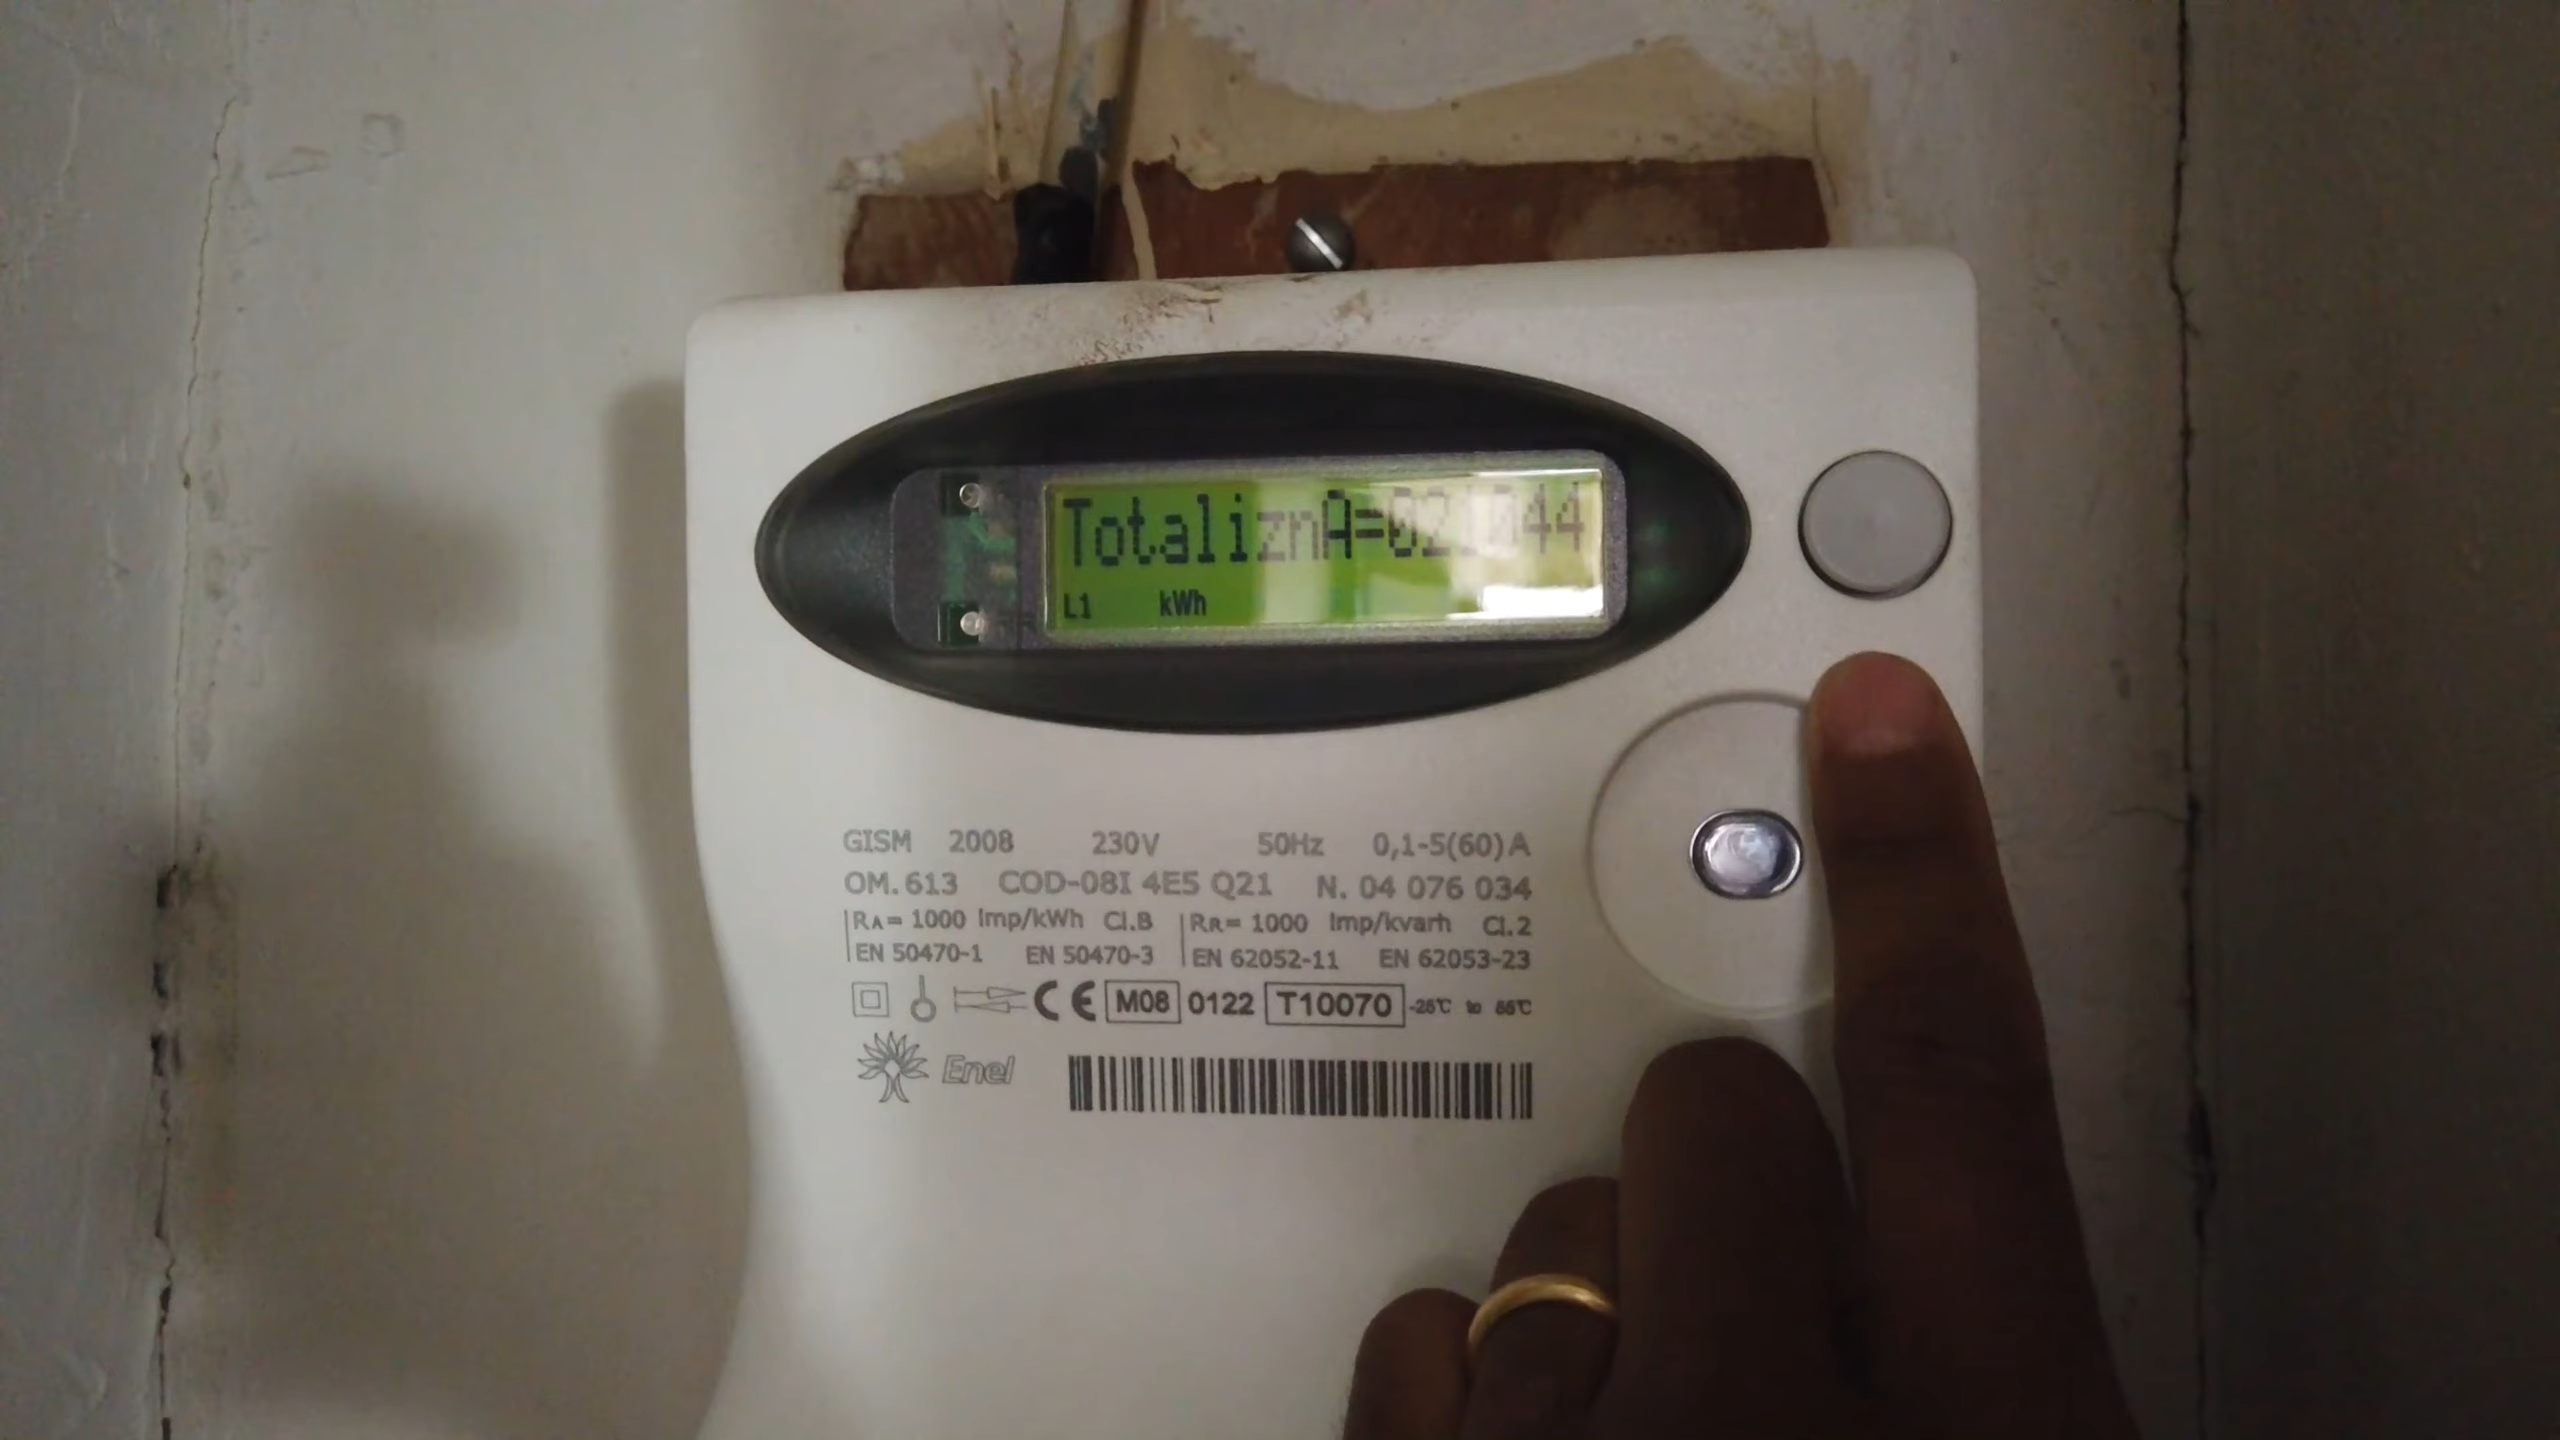 TotaliznA=021044
L1 kWh
GISM 2008 230V 50Hz 0,1-5(60)A
OM.613 COD-08I 4E5 Q21 N. 04 076 034
RA= 1000 Imp/kWh Cl.B RR= 1000 Imp/kvarh Cl.2
EN 50470-1 EN 50470-3 EN 62052-11 EN 62053-23
CE M08 0122 T10070 -25°C to 55°C
Enel